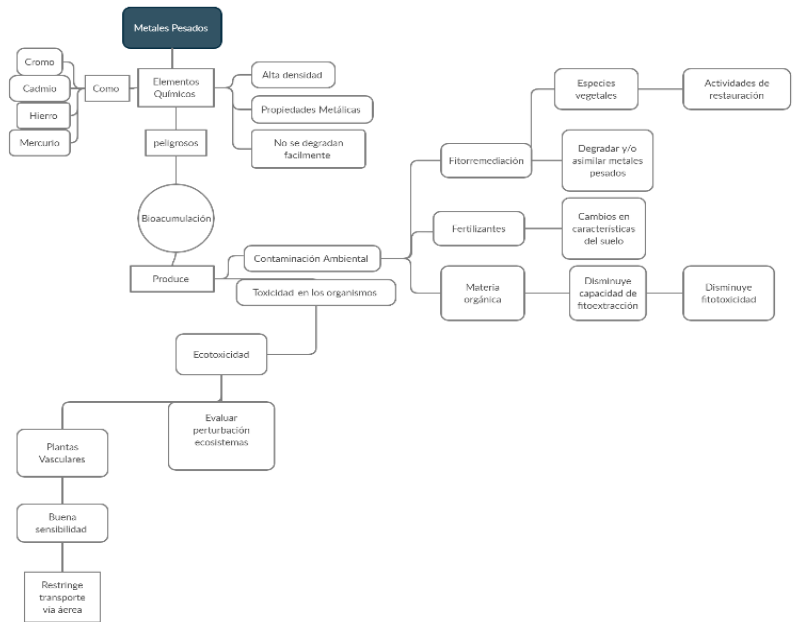 Metales Pesados
Cromo
Cadmio
Hierro
Mercurio
Como
Elementos
Químicos
Alta densidad
Propiedades Metálicas
No se degradan
facilmente
peligrosos
Bioacumulación
Produce
Contaminación Ambiental
Toxicidad en los organismos
Fitorremediación
Especies
vegetales
Actividades de
restauración
Degradar y/o
asimilar metales
pesados
Fertilizantes
Cambios en
características
del suelo
Materia
orgánica
Disminuye
capacidad de
fitoextracción
Disminuye
fitotoxicidad
Ecotoxicidad
Evaluar
perturbación
ecosistemas
Plantas
Vasculares
Buena
sensibilidad
Restringe
transporte
vía áerea